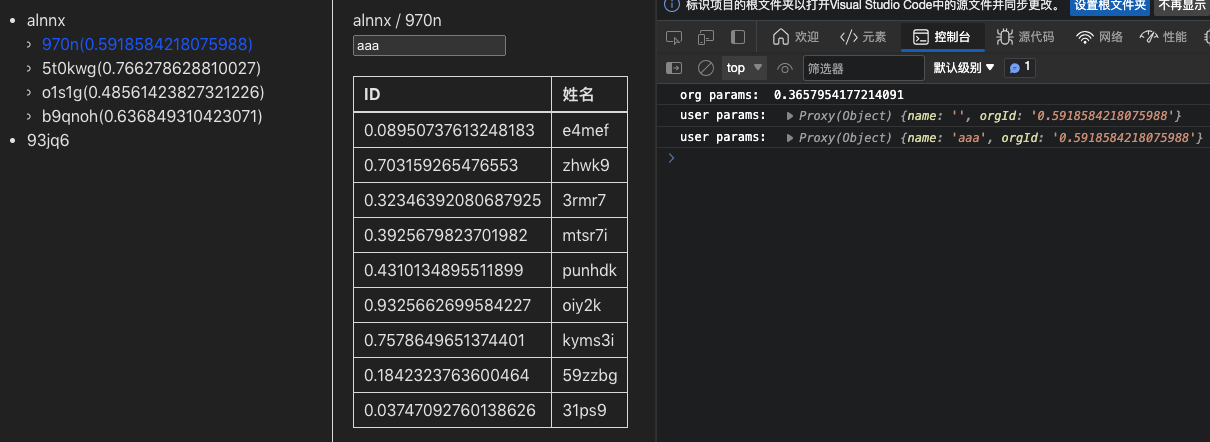 alnnx
970n(0.5918584218075988)
5t0kwg(0.766278628810027)
o1s1g(0.48561423827321226)
b9qnoh(0.636849310423071)
93jq6
alnnx / 970n
aaa
ID 姓名
0.08950737613248183 e4mef
0.703159265476553 zhwk9
0.32346392080687925 3rmr7
0.3925679823701982 mtsr7i
0.4310134895511899 punhdk
0.9325662699584227 oiy2k
0.7578649651374401 kyms3i
0.1842323763600464 59zzbg
0.03747092760138626 31ps9
标识项目的根文件夹以打开Visual Studio Code中的源文件并同步更改。 设置根文件夹 不再显示
欢迎 元素 控制台 源代码 网络 性能
top 筛选器 默认级别 1
org params: 0.3657954177214091
user params: Proxy(Object) {name: '', orgId: '0.5918584218075988'}
user params: Proxy(Object) {name: 'aaa', orgId: '0.5918584218075988'}